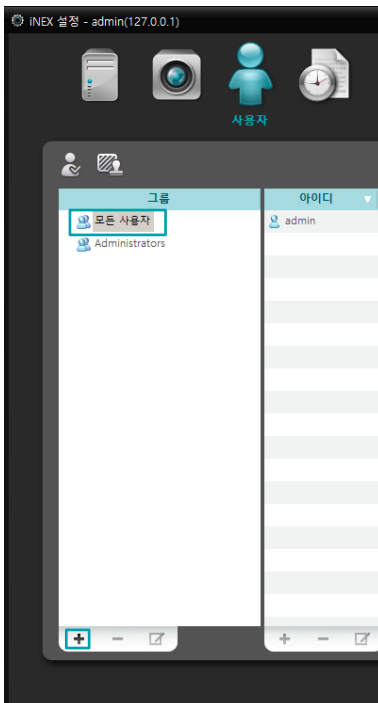 iNEX 설정 - admin(127.0.0.1)
사용자
그룹
아이디
모든 사용자
admin
Administrators